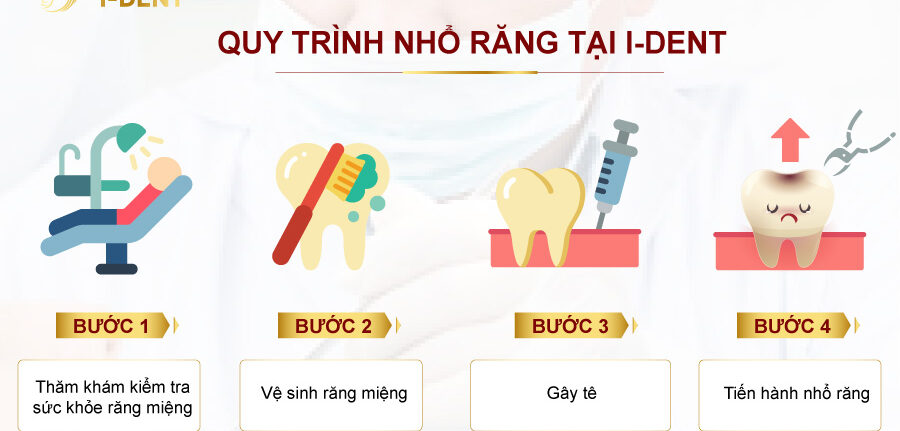 I-DENT
QUY TRÌNH NHỔ RĂNG TẠI I-DENT
BƯỚC 1
BƯỚC 2
BƯỚC 3
BƯỚC 4
Thăm khám kiểm tra
sức khỏe răng miệng
Vệ sinh răng miệng
Gây tê
Tiến hành nhổ răng